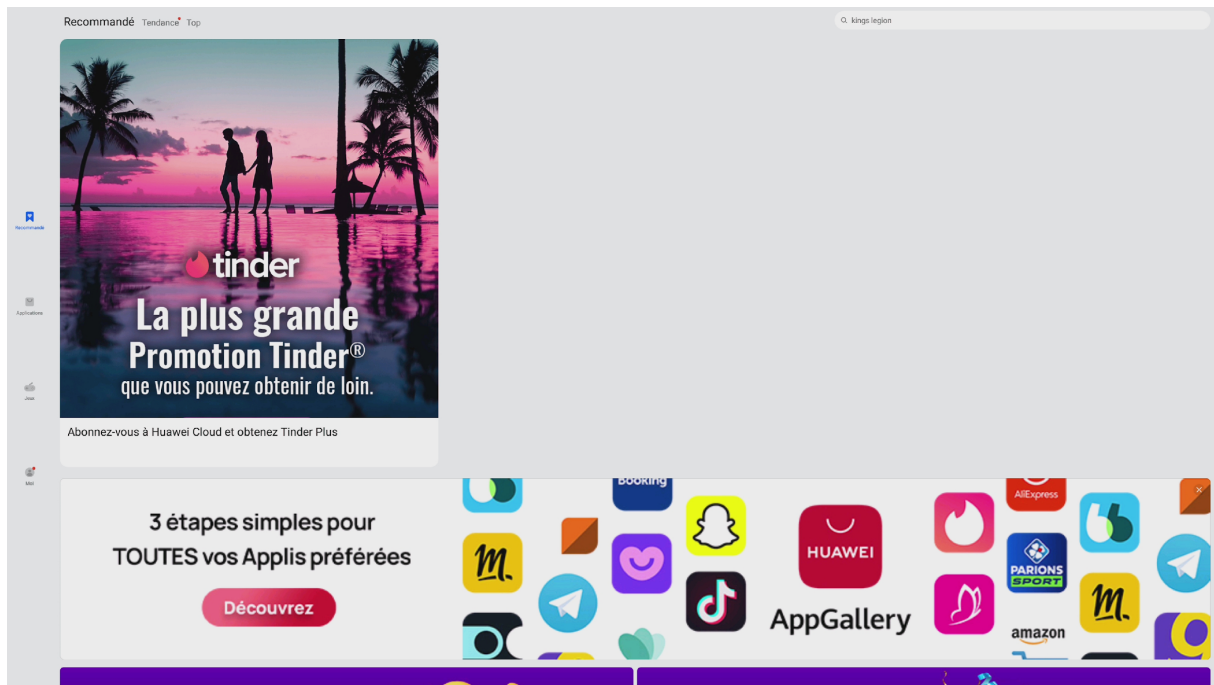 Recommandé Tendance Top
kings legion
Recommandé
Applications
Jeux
Moi
tinder
La plus grande
Promotion Tinder®
que vous pouvez obtenir de loin.
Abonnez-vous à Huawei Cloud et obtenez Tinder Plus
3 étapes simples pour
TOUTES vos Applis préférées
Découvrez
Booking
m.
HUAWEI
AppGallery
AliExpress
PARIONS
SPORT
m.
amazon